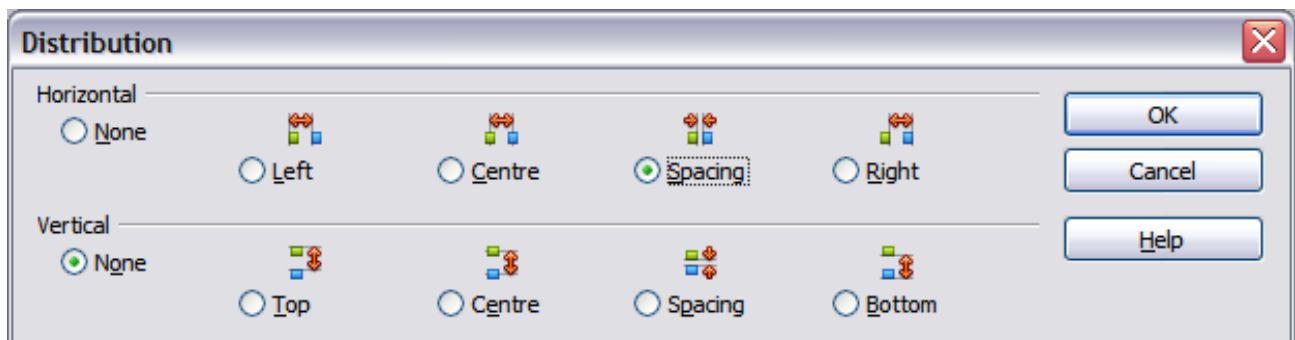 Distribution
Horizontal
None
Left
Centre
Spacing
Right
OK
Cancel
Vertical
None
Top
Centre
Spacing
Bottom
Help